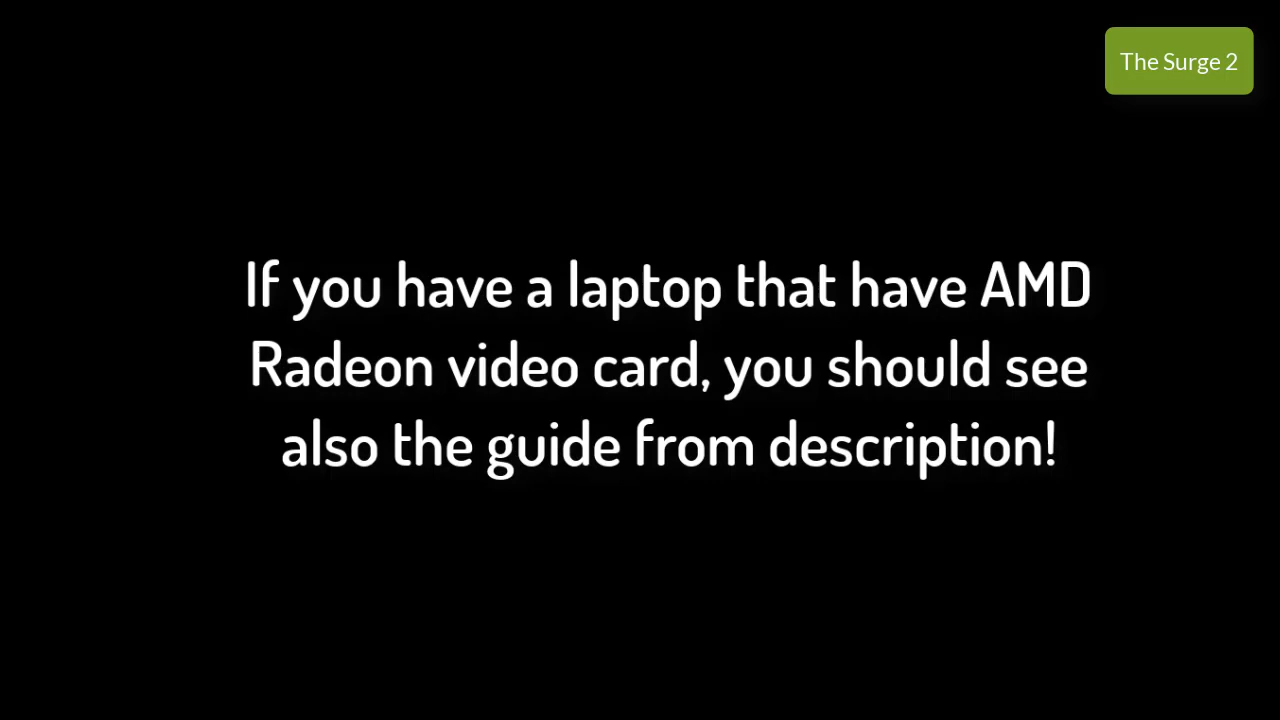 The Surge 2
If you have a laptop that have AMD
Radeon video card, you should see
also the guide from description!